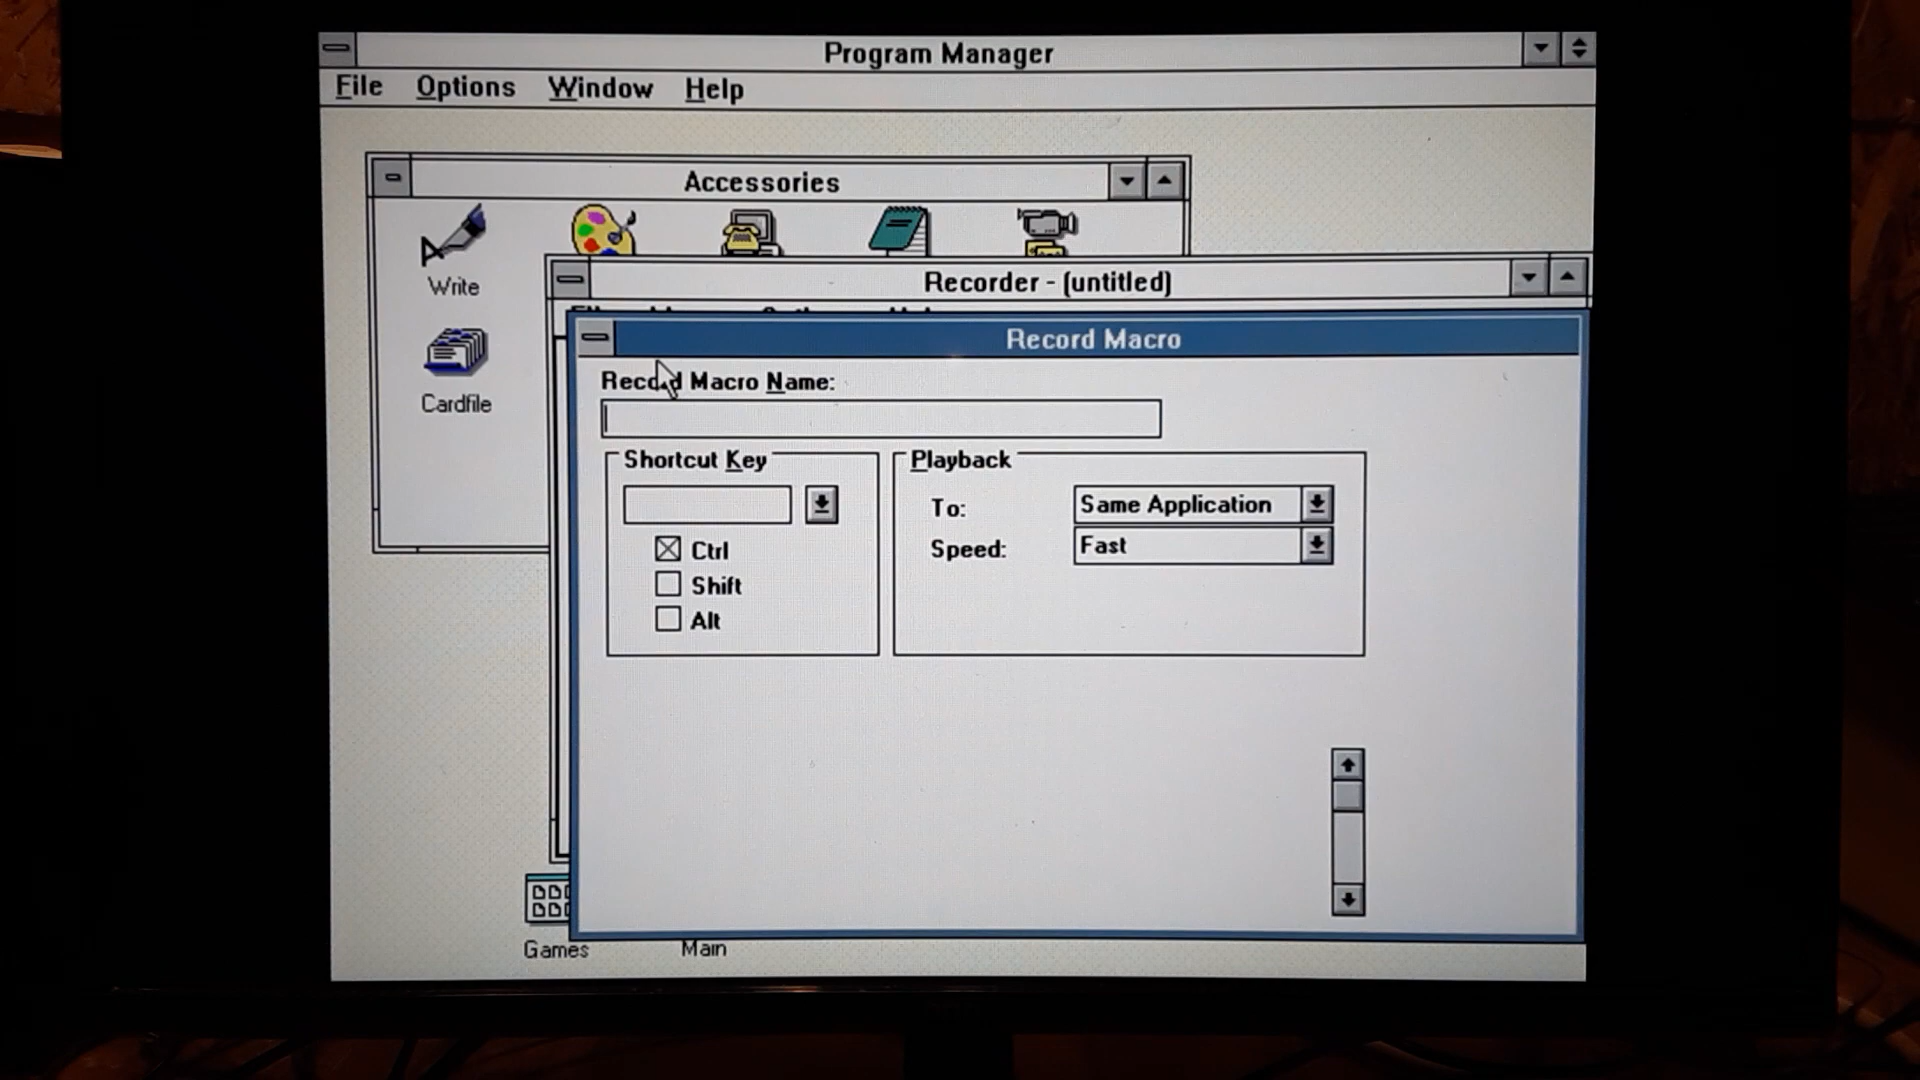 Program Manager
File Options Window Help
Accessories
Write
Recorder - (untitled)
Cardfile
Record Macro
Record Macro Name:
Shortcut Key
Playback
To: Same Application
Ctrl
Speed: Fast
Shift
Alt
Games
Main